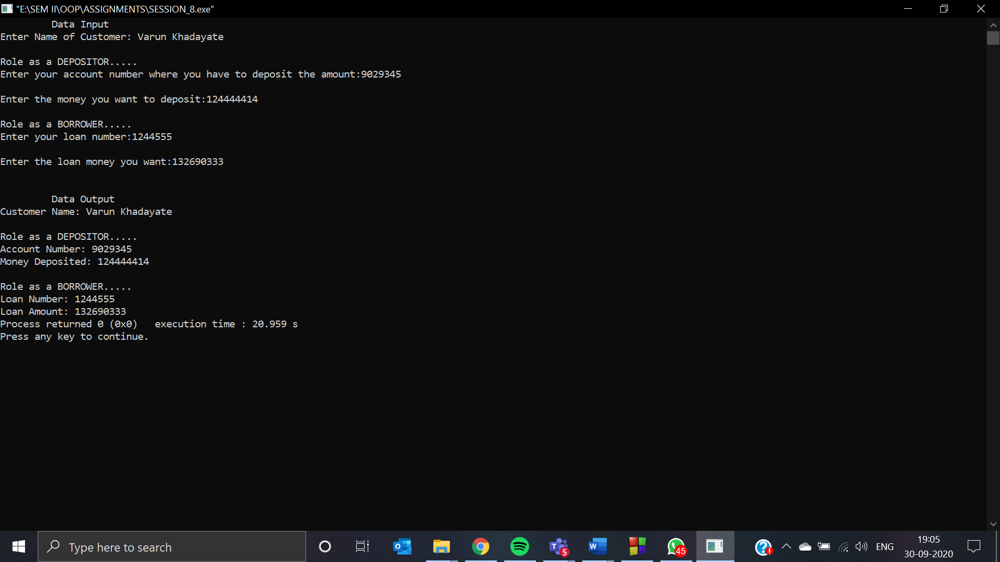 "E:\SEM II\OOP\ASSIGNMENTS\SESSION_8.exe"
Data Input
Enter Name of Customer: Varun Khadayate
Role as a DEPOSITOR.....
Enter your account number where you have to deposit the amount:9029345
Enter the money you want to deposit:124444414
Role as a BORROWER.....
Enter your loan number:1244555
Enter the loan money you want:132690333
Data Output
Customer Name: Varun Khadayate
Role as a DEPOSITOR.....
Account Number: 9029345
Money Deposited: 124444414
Role as a BORROWER.....
Loan Number: 1244555
Loan Amount: 132690333
Process returned 0 (0x0)   execution time : 20.959 s
Press any key to continue.
Type here to search
O
T 5
W
45
?!
ENG
19:05
30-09-2020